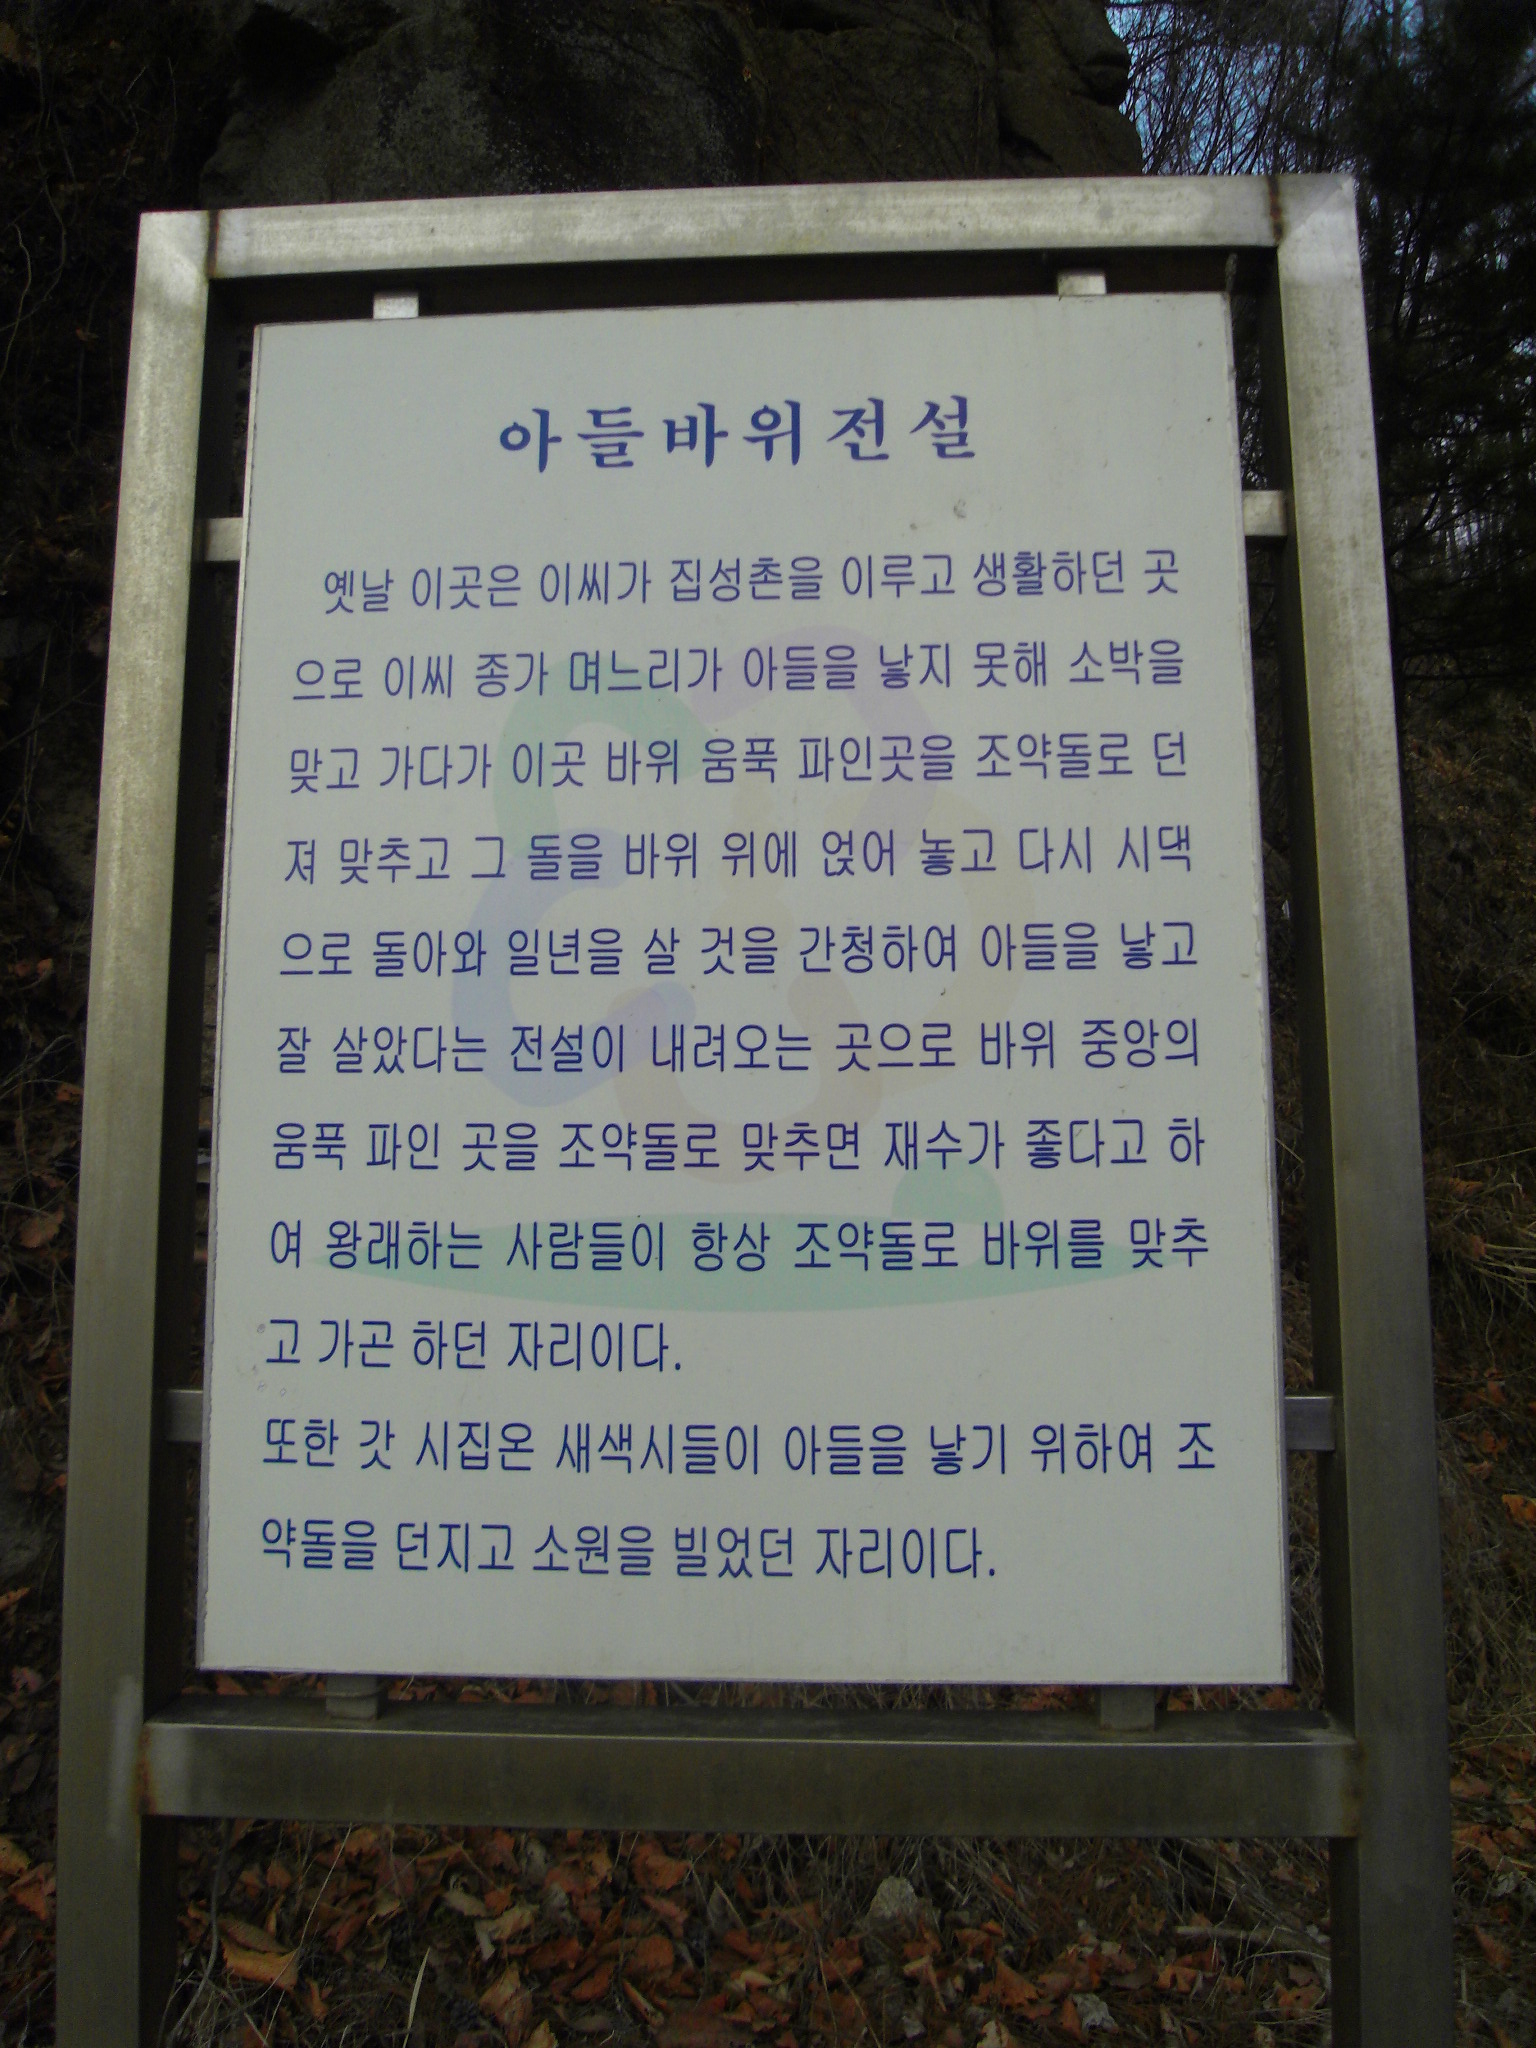 아들바위전설
옛날 이곳은 이씨가 집성촌을 이루고 생활하던 곳
으로 이씨 종가 며느리가 아들을 낳지 못해 소박을
맞고 가다가 이곳 바위 움푹 파인곳을 조약돌로 던
져 맞추고 그 돌을 바위 위에 얹어 놓고 다시 시댁
으로 돌아와 일년을 살 것을 간청하여 아들을 낳고
잘 살았다는 전설이 내려오는 곳으로 바위 중앙의
움푹 파인 곳을 조약돌로 맞추면 재수가 좋다고 하
여 왕래하는 사람들이 항상 조약돌로 바위를 맞추
고 가곤 하던 자리이다.
또한 갓 시집온 새색시들이 아들을 낳기 위하여 조
약돌을 던지고 소원을 빌었던 자리이다.